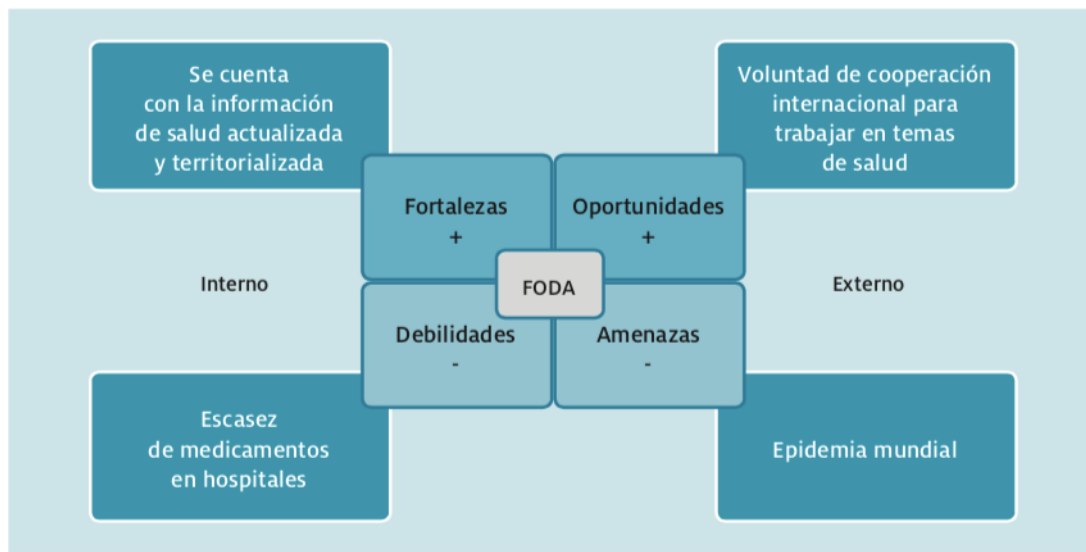 Se cuenta
con la información
de salud actualizada
y territorializada
Voluntad de cooperación
internacional para
trabajar en temas
de salud
Fortalezas
+
Oportunidades
+
Interno
FODA
Externo
Debilidades
-
Amenazas
-
Escasez
de medicamentos
en hospitales
Epidemia mundial